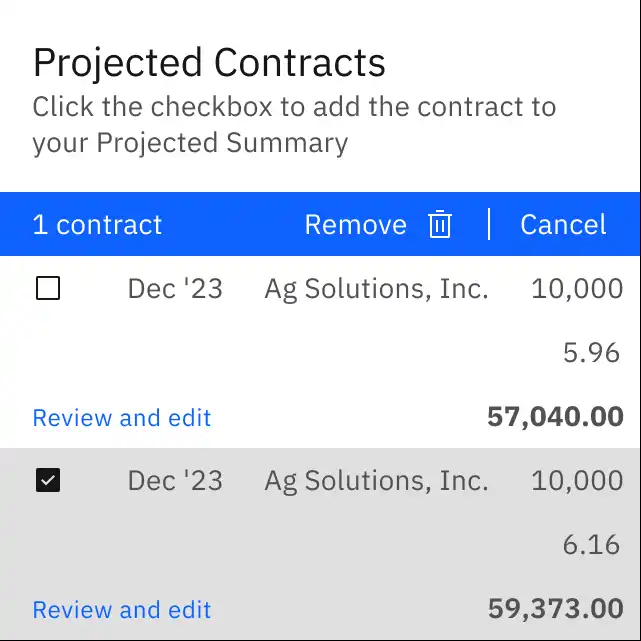 Projected Contracts
Click the checkbox to add the contract to
your Projected Summary
1 contract Remove Cancel
Dec '23 Ag Solutions, Inc. 10,000
5.96
Review and edit 57,040.00
Dec '23 Ag Solutions, Inc. 10,000
6.16
Review and edit 59,373.00